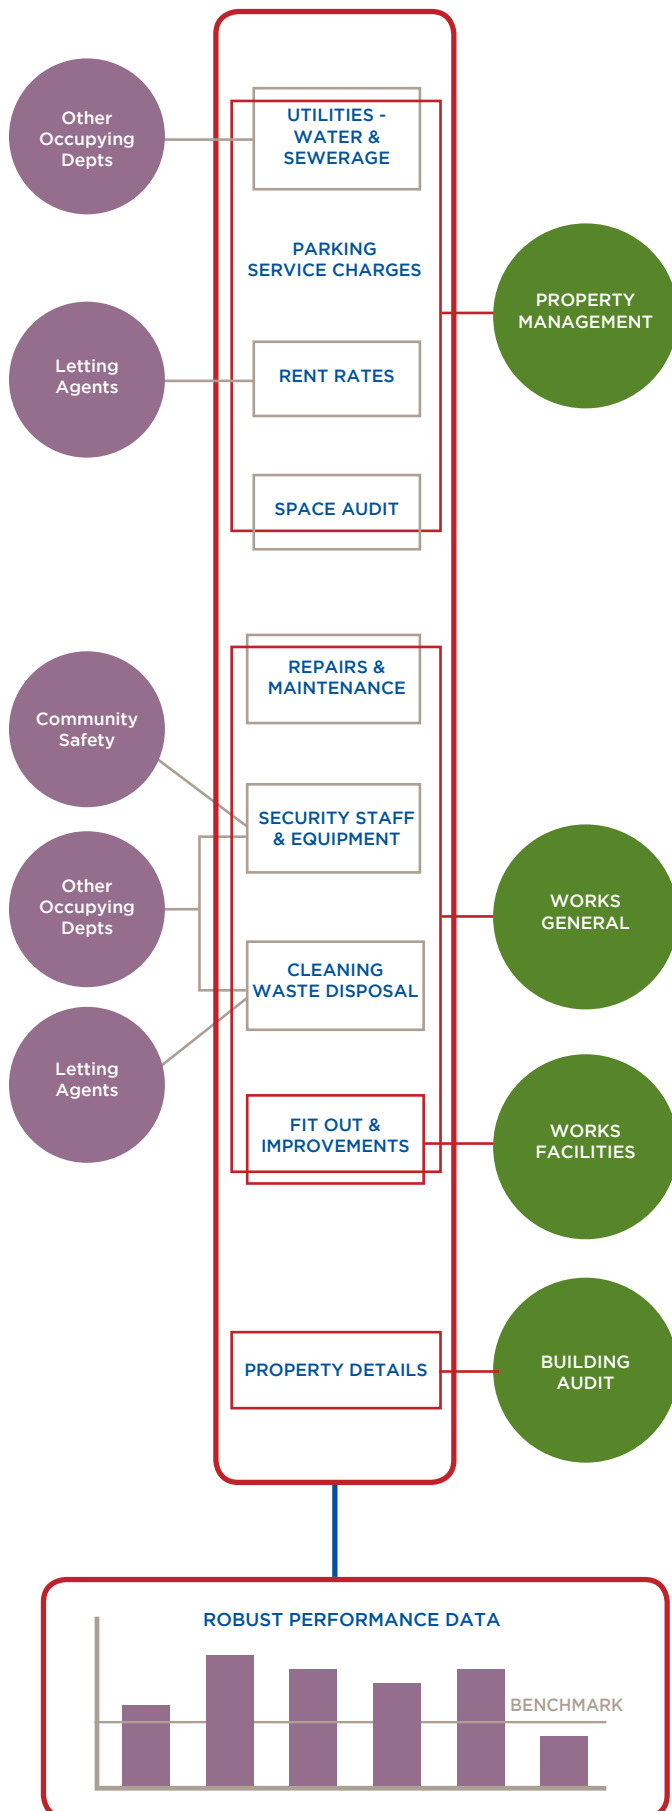 Other
Occupying
Depts
UTILITIES -
WATER &
SEWERAGE
PARKING
SERVICE CHARGES
PROPERTY
MANAGEMENT
Letting
Agents
RENT RATES
SPACE AUDIT
REPAIRS &
MAINTENANCE
Community
Safety
SECURITY STAFF
& EQUIPMENT
Other
Occupying
Depts
WORKS
GENERAL
CLEANING
WASTE DISPOSAL
Letting
Agents
FIT OUT &
IMPROVEMENTS
WORKS
FACILITIES
PROPERTY DETAILS
BUILDING
AUDIT
ROBUST PERFORMANCE DATA
BENCHMARK